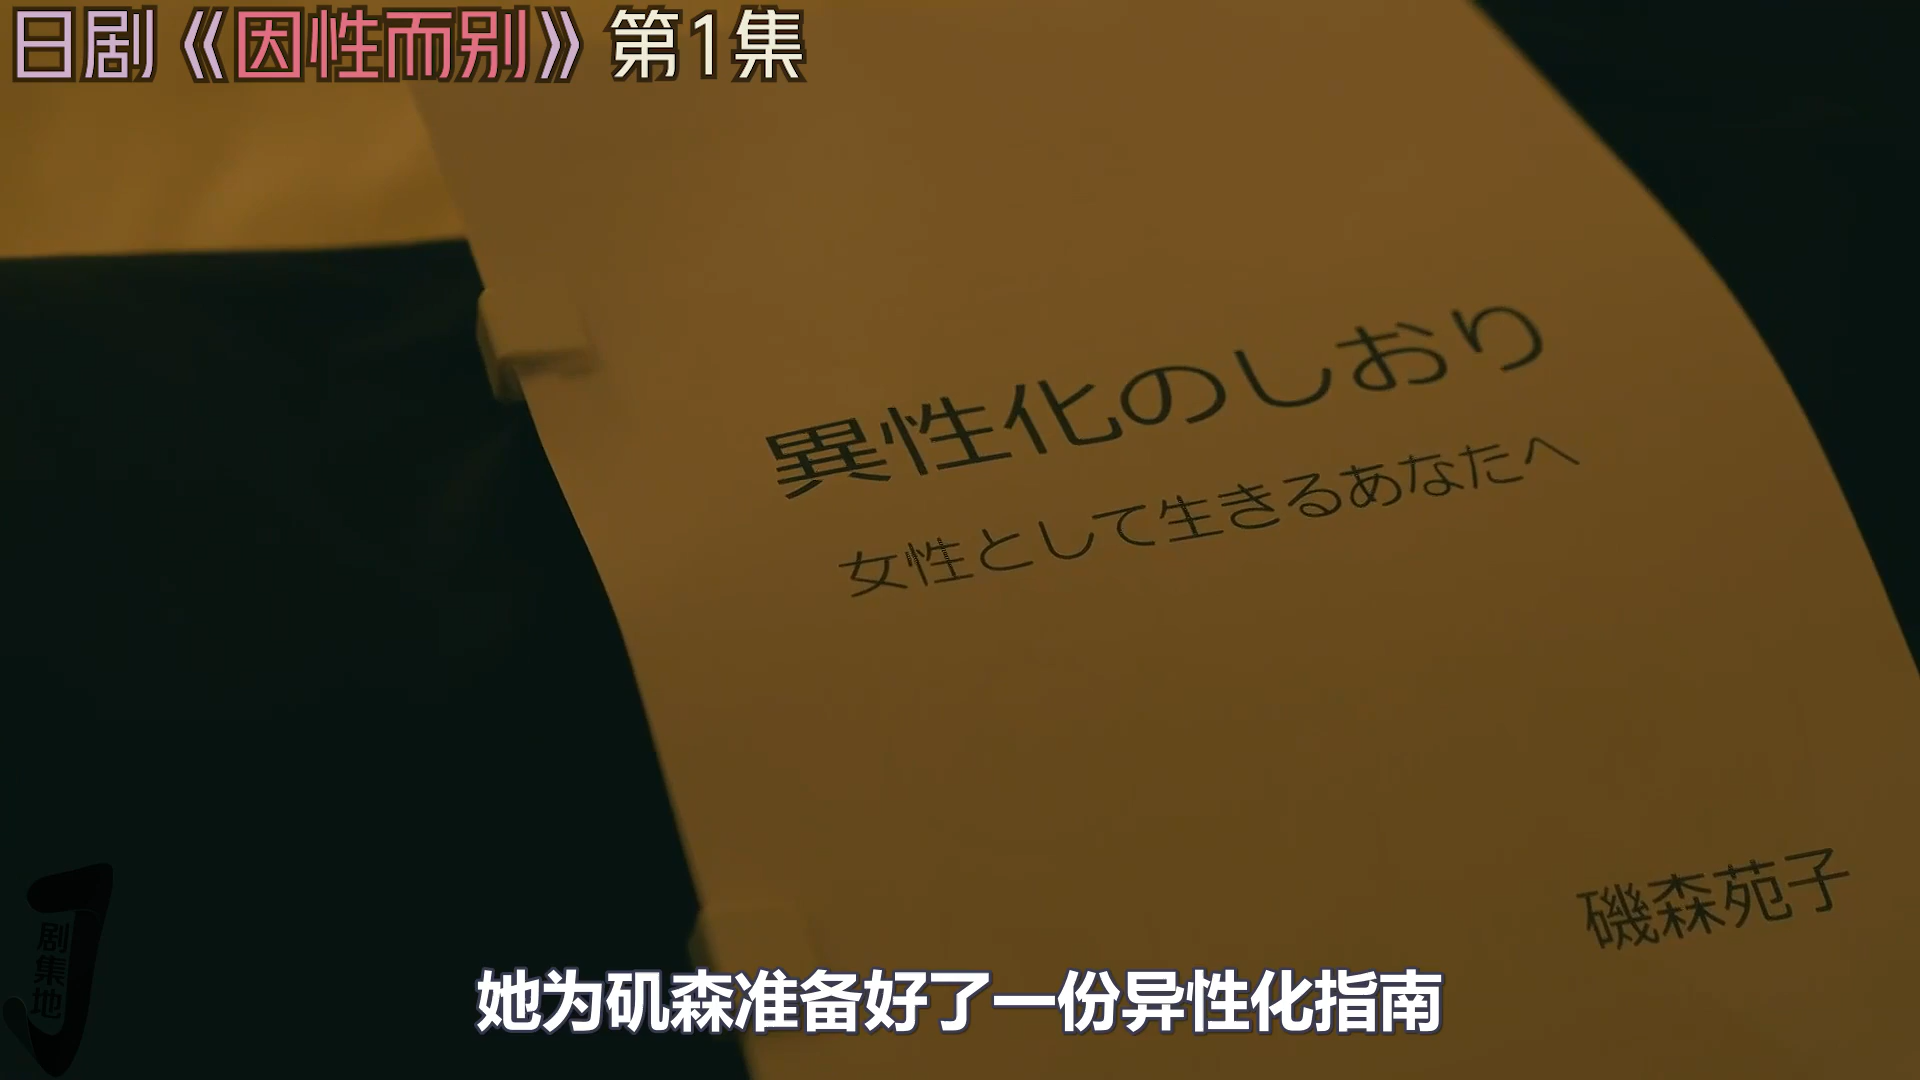 日剧《因性而别》第1集
異性化のしおり
女性として生きるあなたへ
磯森苑子
剧集地
她为矶森准备好了一份异性化指南